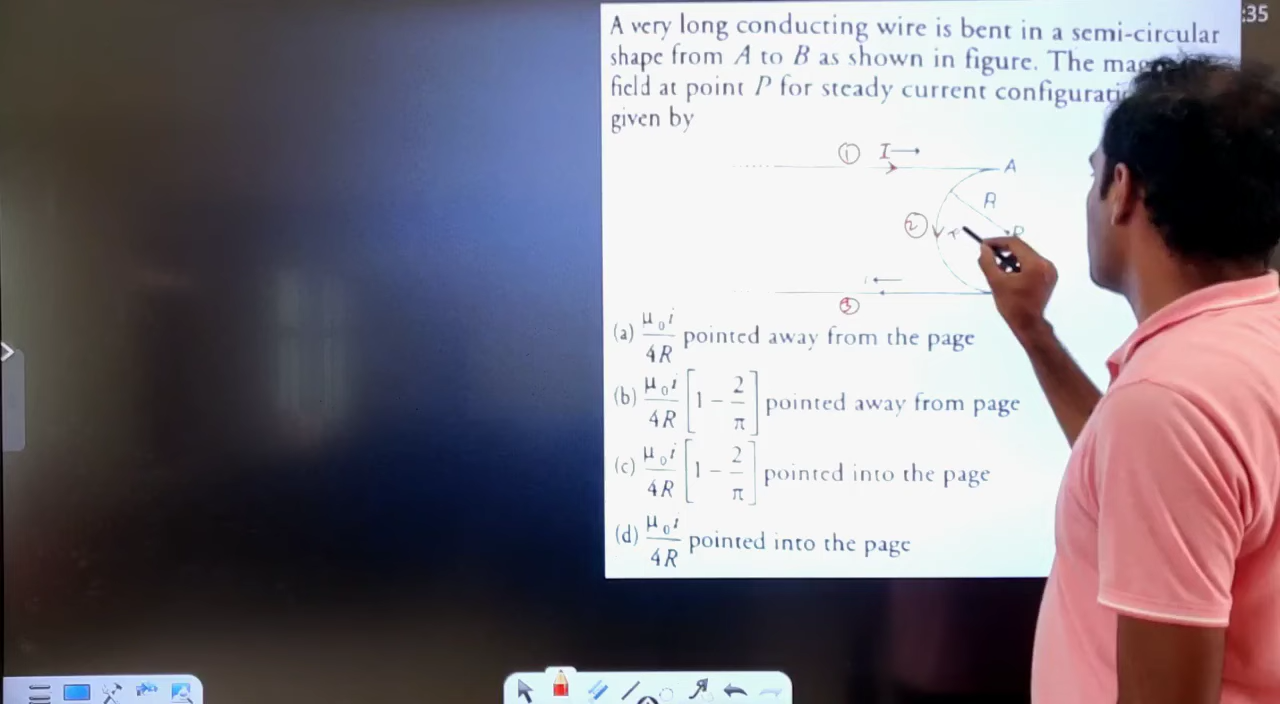 :35
A very long conducting wire is bent in a semi-circular
shape from A to B as shown in figure. The
field at point P for steady current
given by
① I→
A
R
②
P
i
③
(a) μ₀i/4R pointed away from the page
(b) μ₀i/4R [1 − 2/π] pointed away from page
(c) μ₀i/4R [1 − 2/π] pointed into the page
(d) μ₀i/4R pointed into the page